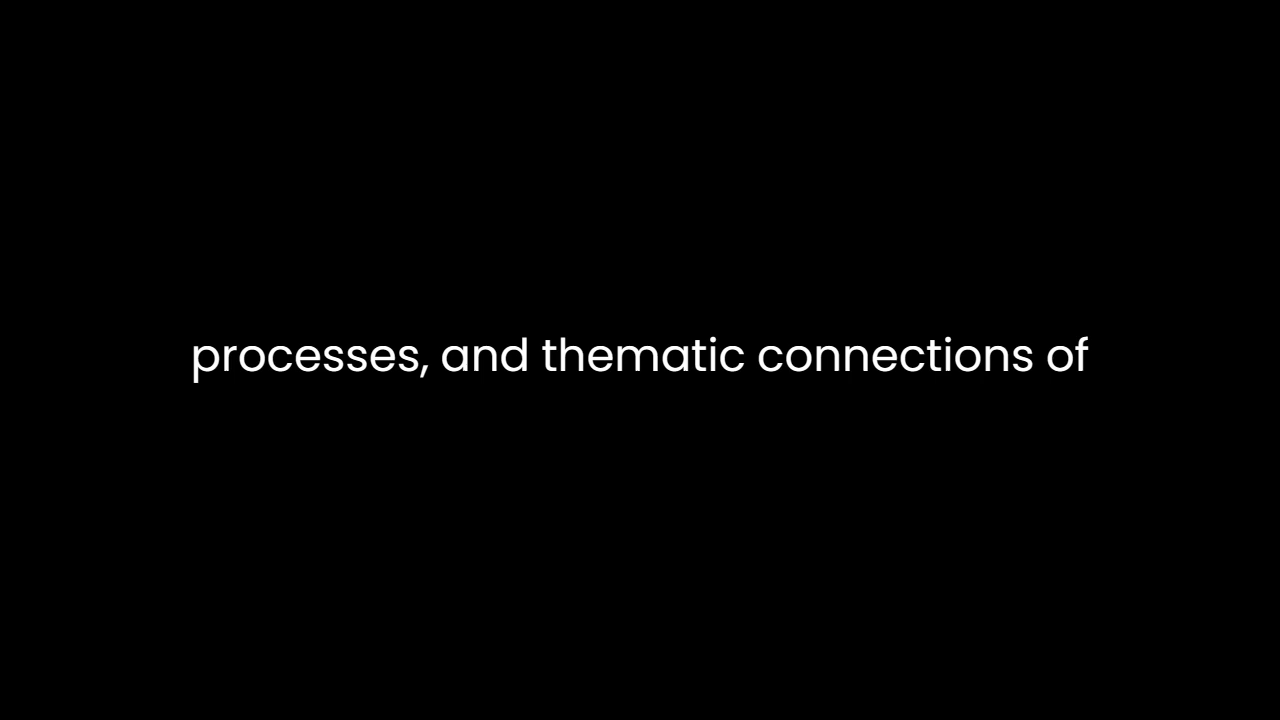 processes, and thematic connections of